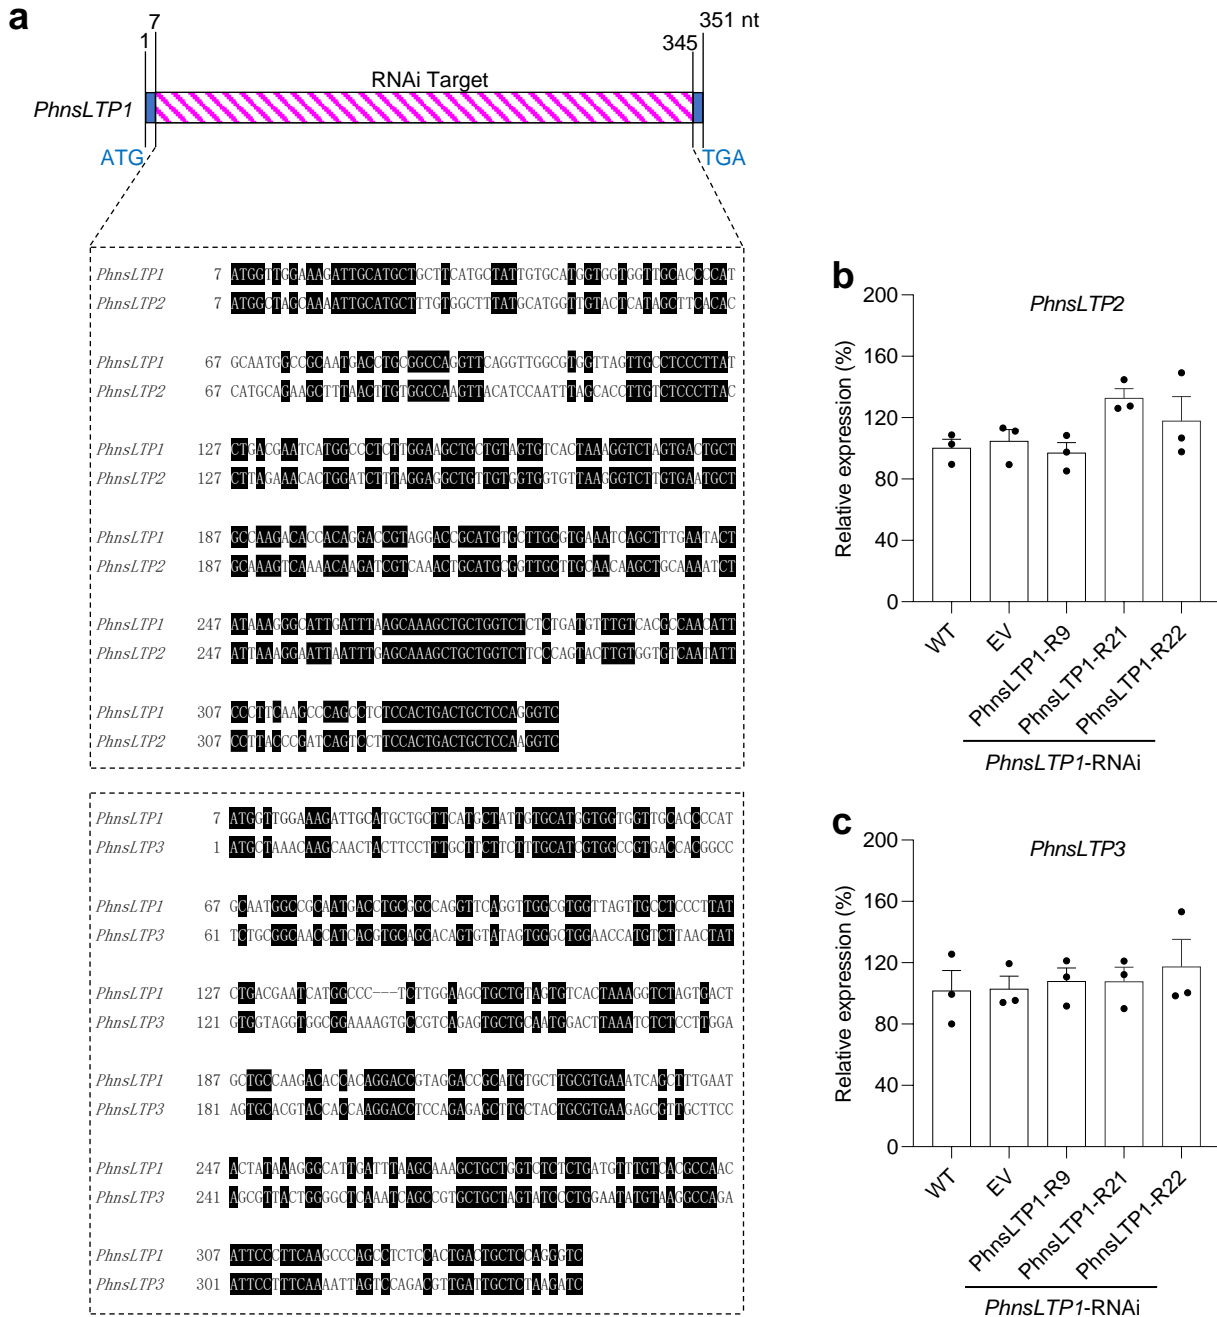 a
1 7 345 351 nt
RNAi Target
PhnsLTP1
ATG TGA
PhnsLTP1 7 ATGGTTGGAAAGATTGCATGCTGCTTCATGCTATTGTGCATGGTGGTGGTTGCACCCCAT
PhnsLTP2 7 ATGGCTAGCAAAATTGCATGCTTTGTGGCTTTATGCATGGTTGTACTCATAGCTTCACAC
PhnsLTP1 67 GCAATGGCCGCAATGACCTGCGGCCAGGTTCAGGTTGGCGTGGTTAGTTGCCTCCCTTAT
PhnsLTP2 67 CATGCAGAAGCTTTAACTTGTGGCCAAGTTACATCCAATTTAGCACCTTGTCTCCCTTAC
PhnsLTP1 127 CTGACGAATCATGGCCCTCTTGGAAGCTGCTGTAGTGTCACTAAAGGTCTAGTGACTGCT
PhnsLTP2 127 CTTAGAAACACTGGATCTTTAGGAGGCTGTTGTGGTGGTGTTAAGGGTCTTGTGAATGCT
PhnsLTP1 187 GCCAAGACACCACAGGACCGTAGGACCGCATGTGCTTGCGTGAAATCAGCTTTGAATACT
PhnsLTP2 187 GCAAAGTCAAAACAAGATCGTCAAACTGCATGCGGTTGCTTGCAACAAGCTGCAAAATCT
PhnsLTP1 247 ATAAAGGGCATTGATTTAAGCAAAGCTGCTGGTCTCTCTGATGTTTGTCACGCCAACATT
PhnsLTP2 247 ATTAAAGGAATTAATTTGAGCAAAGCTGCTGGTCTTCCCAGTACTTGTGGTGTCAATATT
PhnsLTP1 307 CCCTTCAAGCCCAGCCTCTCCACTGACTGCTCCAGGGTC
PhnsLTP2 307 CCTTACCCGATCAGTCCTTCCACTGACTGCTCCAAGGTC
PhnsLTP1 7 ATGGTTGGAAAGATTGCATGCTGCTTCATGCTATTGTGCATGGTGGTGGTTGCACCCCAT
PhnsLTP3 1 ATGCTAAACAAGCAACTACTTCCTTTGCTTCTTCTTTGCATCGTGGCCGTGACCACGGCC
PhnsLTP1 67 GCAATGGCCGCAATGACCTGCGGCCAGGTTCAGGTTGGCGTGGTTAGTTGCCTCCCTTAT
PhnsLTP3 61 TCTGCGGCAACCATCACGTGCAGCACAGTGTATAGTGGGCTGGAACCATGTCTTAACTAT
PhnsLTP1 127 CTGACGAATCATGGCCC---TCTTGGAAGCTGCTGTAGTGTCACTAAAGGTCTAGTGACT
PhnsLTP3 121 GTGGTAGGTGGCGGAAAAGTGCCGTCAGAGTGCTGCAATGGACTTAAATCTCTCCTTGGA
PhnsLTP1 187 GCTGCCAAGACACCACAGGACCGTAGGACCGCATGTGCTTGCGTGAAATCAGCTTTGAAT
PhnsLTP3 181 AGTGCACGTACCACCAAGGACCTCCAGAGAGCTTGCTACTGCGTGAAGAGCGTTGCTTCC
PhnsLTP1 247 ACTATAAAGGGCATTGATTTAAGCAAAGCTGCTGGTCTCTCTGATGTTTGTCACGCCAAC
PhnsLTP3 241 AGCGTTACTGGGGCTCAAATCAGCCGTGCTGCTAGTATCCCTGGAATATGTAAGGCCAGA
PhnsLTP1 307 ATTCCCTTCAAGCCCAGCCTCTCCACTGACTGCTCCAGGGTC
PhnsLTP3 301 ATTCCTTTCAAAATTAGTCCAGACGTTGATTGCTCTAAGATC
b
PhnsLTP2
Relative expression (%)
200
160
120
80
40
0
WT EV PhnsLTP1-R9 PhnsLTP1-R21 PhnsLTP1-R22
PhnsLTP1-RNAi
c
PhnsLTP3
Relative expression (%)
200
160
120
80
40
0
WT EV PhnsLTP1-R9 PhnsLTP1-R21 PhnsLTP1-R22
PhnsLTP1-RNAi